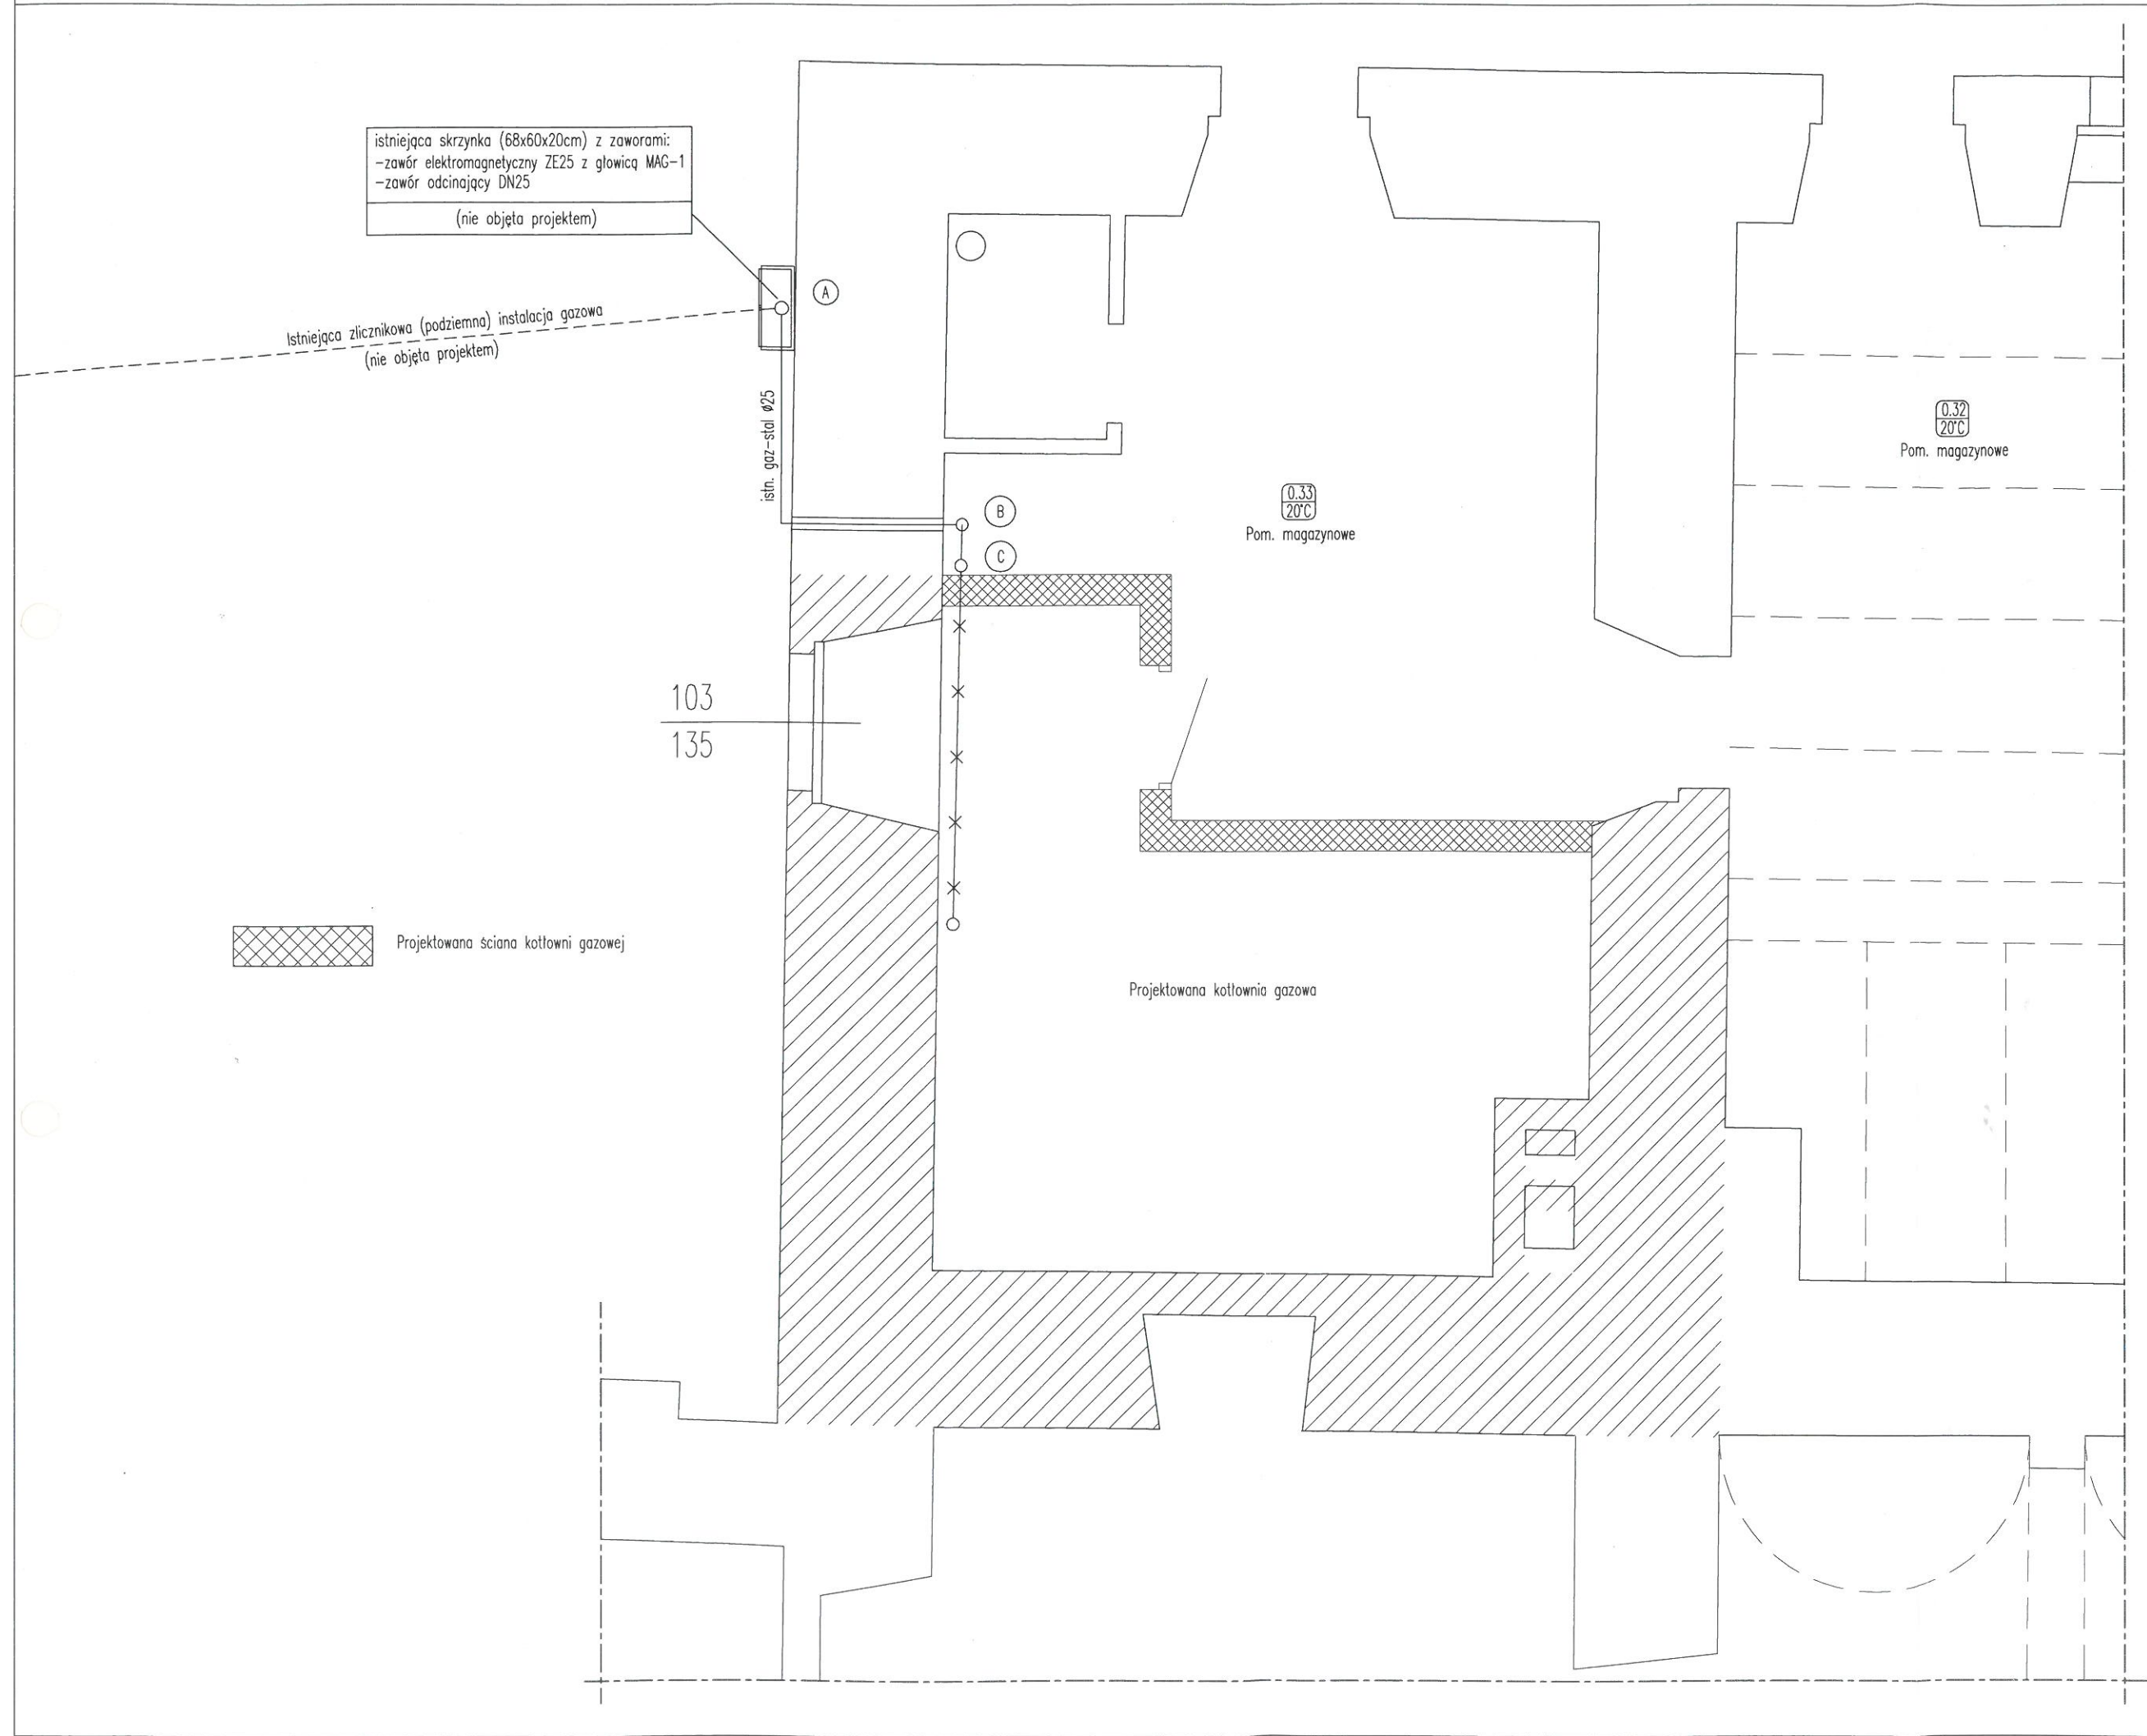 istniejąca skrzynka (68x60x20cm) z zaworami:
-zawór elektromagnetyczny ZE25 z głowicą MAG-1
-zawór odcinający DN25
(nie objęta projektem)
A
Istniejąca zlicznikowa (podziemna) instalacja gazowa
(nie objęta projektem)
istn. gaz-stal ø25
0.32
20°C
Pom. magazynowe
0.33
20°C
Pom. magazynowe
B
C
103
135
Projektowana ściana kotłowni gazowej
Projektowana kotłownia gazowa